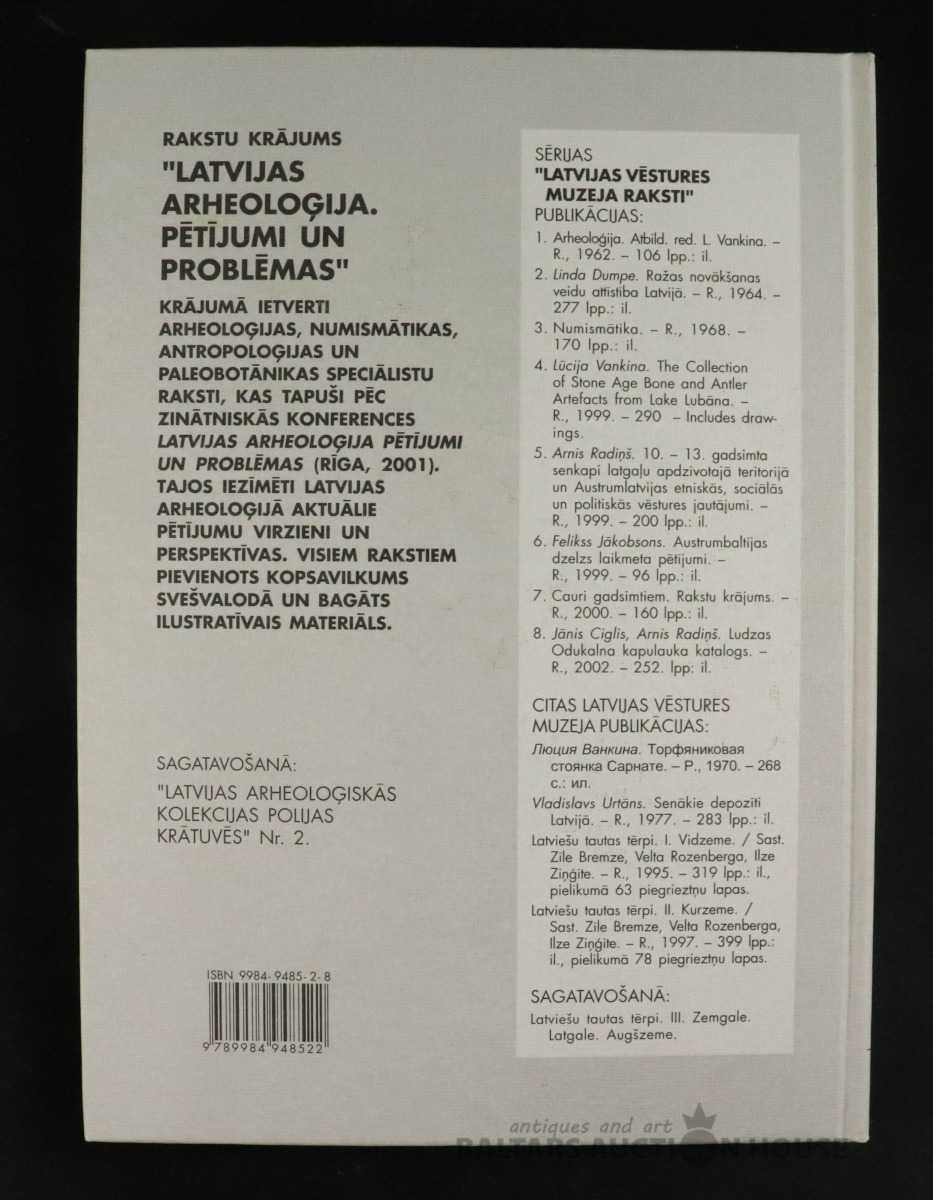 RAKSTU KRĀJUMS
"LATVIJAS
ARHEOLOĢIJA.
PĒTĪJUMI UN
PROBLĒMAS"
KRĀJUMĀ IETVERTI
ARHEOLOĢIJAS, NUMISMĀTIKAS,
ANTROPOLOĢIJAS UN
PALEOBOTĀNIKAS SPECIĀLISTU
RAKSTI, KAS TAPUŠI PĒC
ZINĀTNISKĀS KONFERENCES
LATVIJAS ARHEOLOĢIJA PĒTĪJUMI
UN PROBLĒMAS (RĪGA, 2001).
TAJOS IEZĪMĒTI LATVIJAS
ARHEOLOĢIJĀ AKTUĀLIE
PĒTĪJUMU VIRZIENI UN
PERSPEKTĪVAS. VISIEM RAKSTIEM
PIEVIENOTS KOPSAVILKUMS
SVEŠVALODĀ UN BAGĀTS
ILUSTRATĪVAIS MATERIĀLS.
SAGATAVOŠANĀ:
"LATVIJAS ARHEOLOĢISKĀS
KOLEKCIJAS POLIJAS
KRĀTUVĒS" Nr. 2.
ISBN 9984-9485-2-8
9 789984 948522
SĒRIJAS
"LATVIJAS VĒSTURES
MUZEJA RAKSTI"
PUBLIKĀCIJAS:
1. Arheoloģija. Atbild. red. L. Vankina. –
R., 1962. – 106 lpp.: il.
2. Linda Dumpe. Ražas novākšanas
veidu attīstība Latvijā. – R., 1964. –
277 lpp.: il.
3. Numismātika. – R., 1968. –
170 lpp.: il.
4. Lūcija Vankina. The Collection
of Stone Age Bone and Antler
Artefacts from Lake Lubāna. –
R., 1999. – 290 – Includes draw-
ings.
5. Arnis Radiņš. 10. – 13. gadsimta
senkapi latgaļu apdzīvotajā teritorijā
un Austrumlatvijas etniskās, sociālās
un politiskās vēstures jautājumi. –
R., 1999. – 200 lpp.: il.
6. Felikss Jākobsons. Austrumbaltijas
dzelzs laikmeta pētījumi. –
R., 1999. – 96 lpp.: il.
7. Cauri gadsimtiem. Rakstu krājums. –
R., 2000. – 160 lpp.: il.
8. Jānis Ciglis, Arnis Radiņš. Ludzas
Odukalna kapulauka katalogs. –
R., 2002. – 252. lpp: il.
CITAS LATVIJAS VĒSTURES
MUZEJA PUBLIKĀCIJAS:
Люция Ванкина. Торфяниковая
стоянка Сарнате. – Р., 1970. – 268
с.: ил.
Vladislavs Urtāns. Senākie depozīti
Latvijā. – R., 1977. – 283 lpp.: il.
Latviešu tautas tērpi. I. Vidzeme. / Sast.
Zile Bremze, Velta Rozenberga, Ilze
Ziņģīte. – R., 1995. – 319 lpp.: il.,
pielikumā 63 piegrieztņu lapas.
Latviešu tautas tērpi. II. Kurzeme. /
Sast. Zile Bremze, Velta Rozenberga,
Ilze Ziņģīte. – R., 1997. – 399 lpp.:
il., pielikumā 78 piegrieztņu lapas.
SAGATAVOŠANĀ:
Latviešu tautas tērpi. III. Zemgale.
Latgale. Augšzeme.
antiques and art
BALTARS AUCTION HOUSE